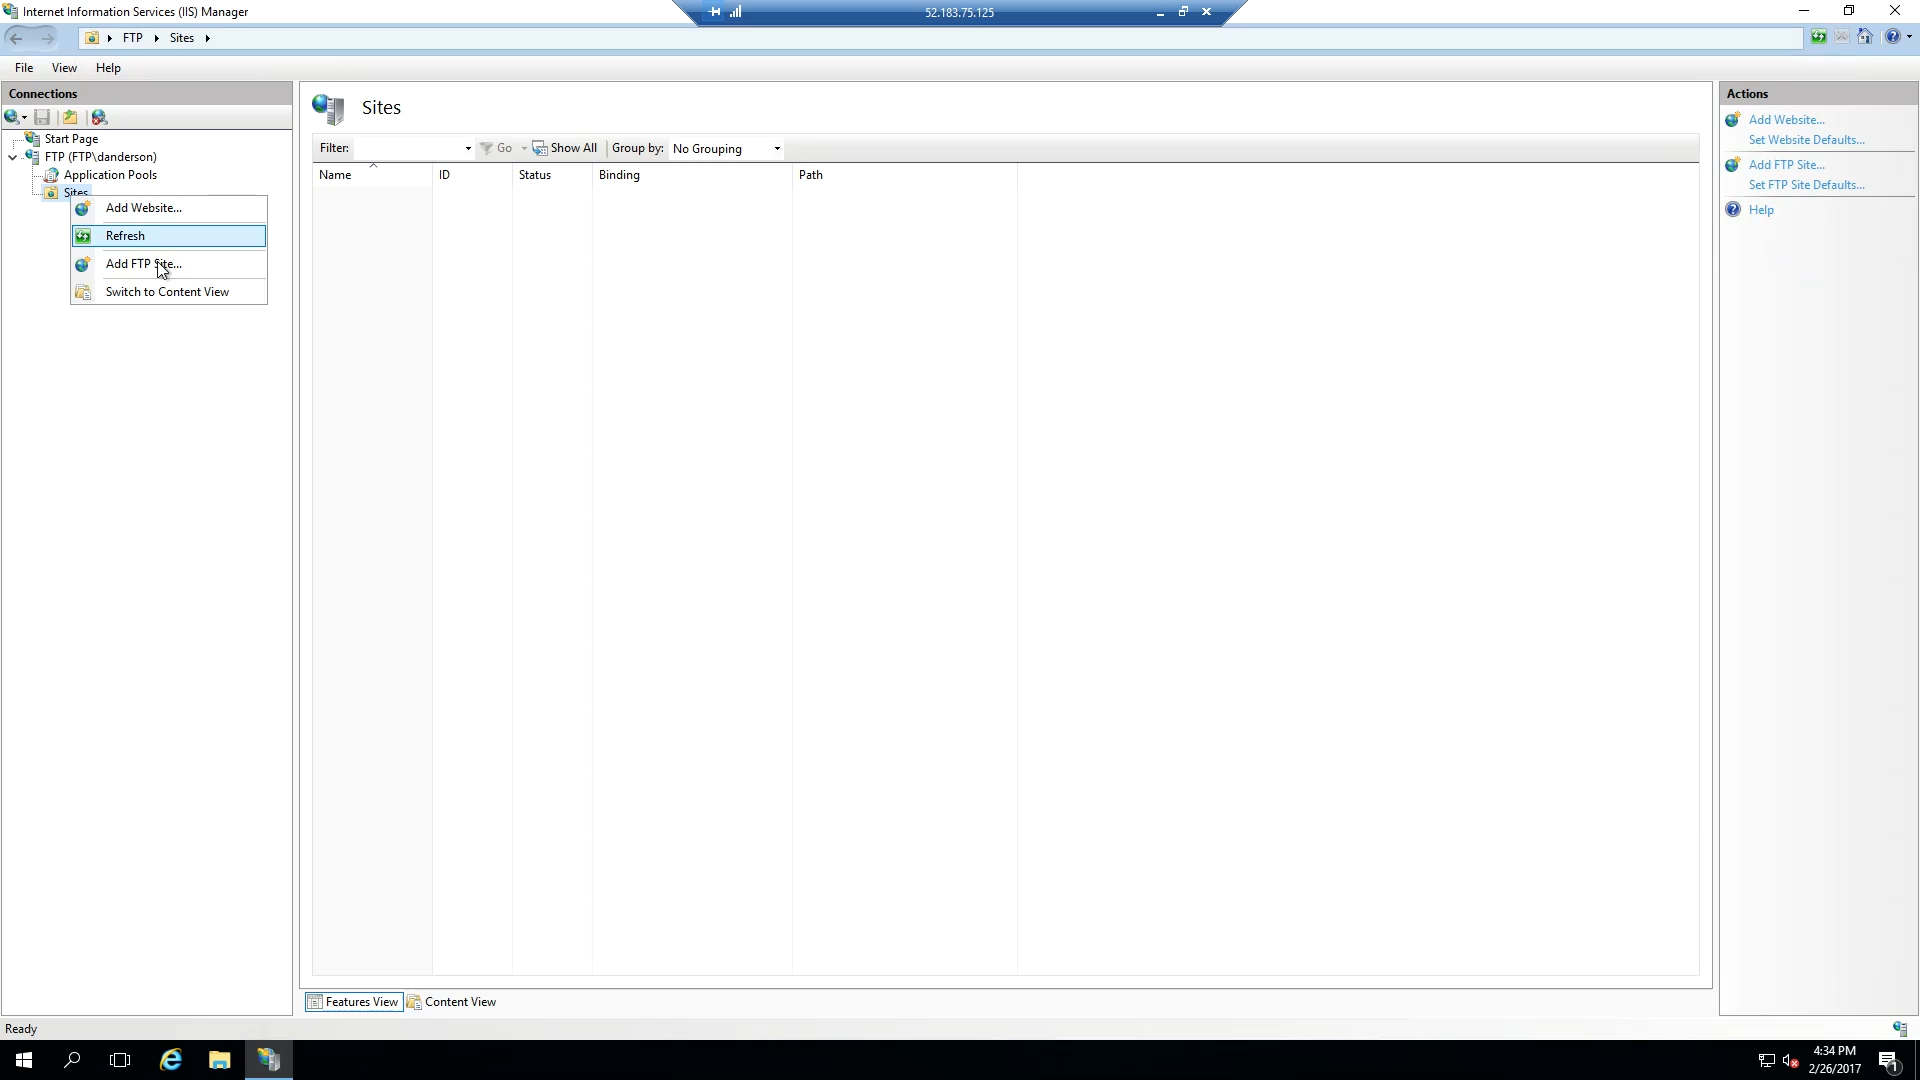 Internet Information Services (IIS) Manager
52.183.75.125
FTP
Sites
File
View
Help
Connections
Start Page
FTP (FTP\danderson)
Application Pools
Sites
Add Website...
Refresh
Add FTP Site...
Switch to Content View
Sites
Filter:
Go
Show All
Group by:
No Grouping
Name
ID
Status
Binding
Path
Features View
Content View
Actions
Add Website...
Set Website Defaults...
Add FTP Site...
Set FTP Site Defaults...
Help
Ready
4:34 PM
2/26/2017
1